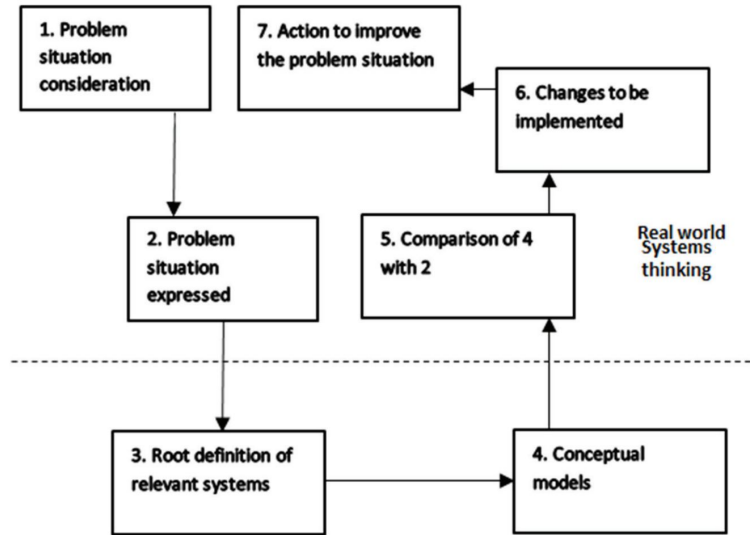 1. Problem
situation
consideration
7. Action to improve
the problem situation
6. Changes to be
implemented
2. Problem
situation
expressed
5. Comparison of 4
with 2
Real world
Systems
thinking
3. Root definition of
relevant systems
4. Conceptual
models